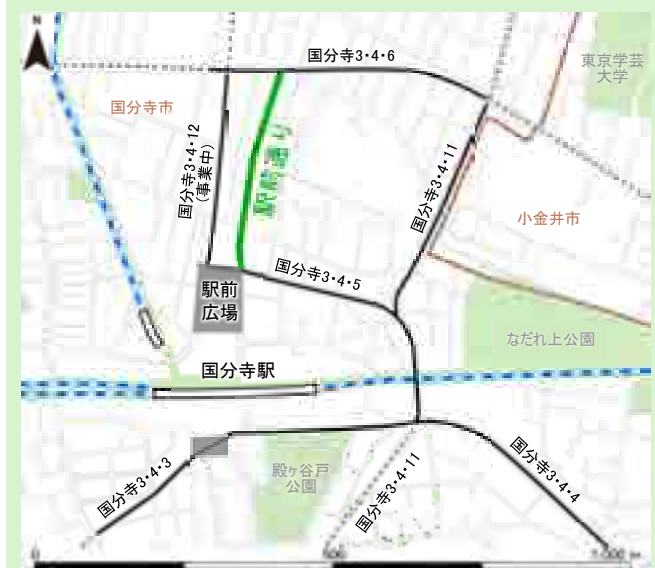 N
国分寺3・4・6
東京学芸
大学
国分寺市
国分寺3・4・12
(事業中)
駅前通り
国分寺3・4・11
小金井市
国分寺3・4・5
駅前
広場
なだれ上公園
国分寺駅
国分寺3・4・3
殿ヶ谷戸
公園
国分寺3・4・11
国分寺3・4・4
0
500
1,000 m